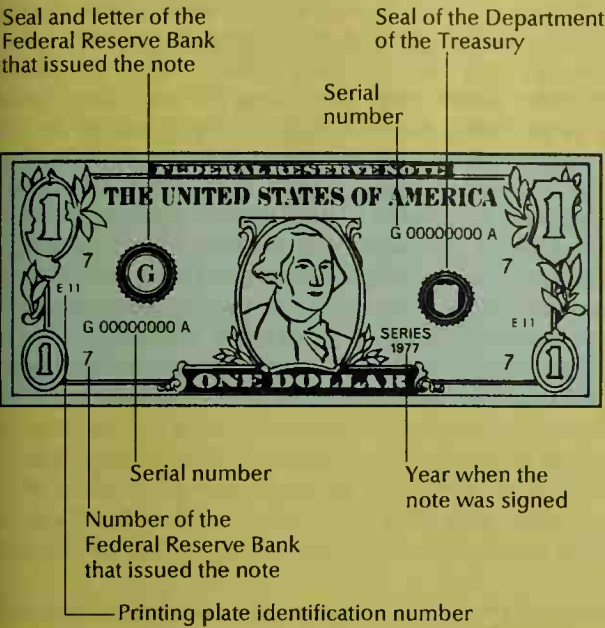 Seal and letter of the
Federal Reserve Bank
that issued the note
Seal of the Department
of the Treasury
Serial
number
FEDERAL RESERVE NOTE
THE UNITED STATES OF AMERICA
1
1
G 00000000 A
7
7
G
E 11
E 11
G 00000000 A
SERIES
1977
7
7
1
1
ONE DOLLAR
Serial number
Year when the
note was signed
Number of the
Federal Reserve Bank
that issued the note
Printing plate identification number